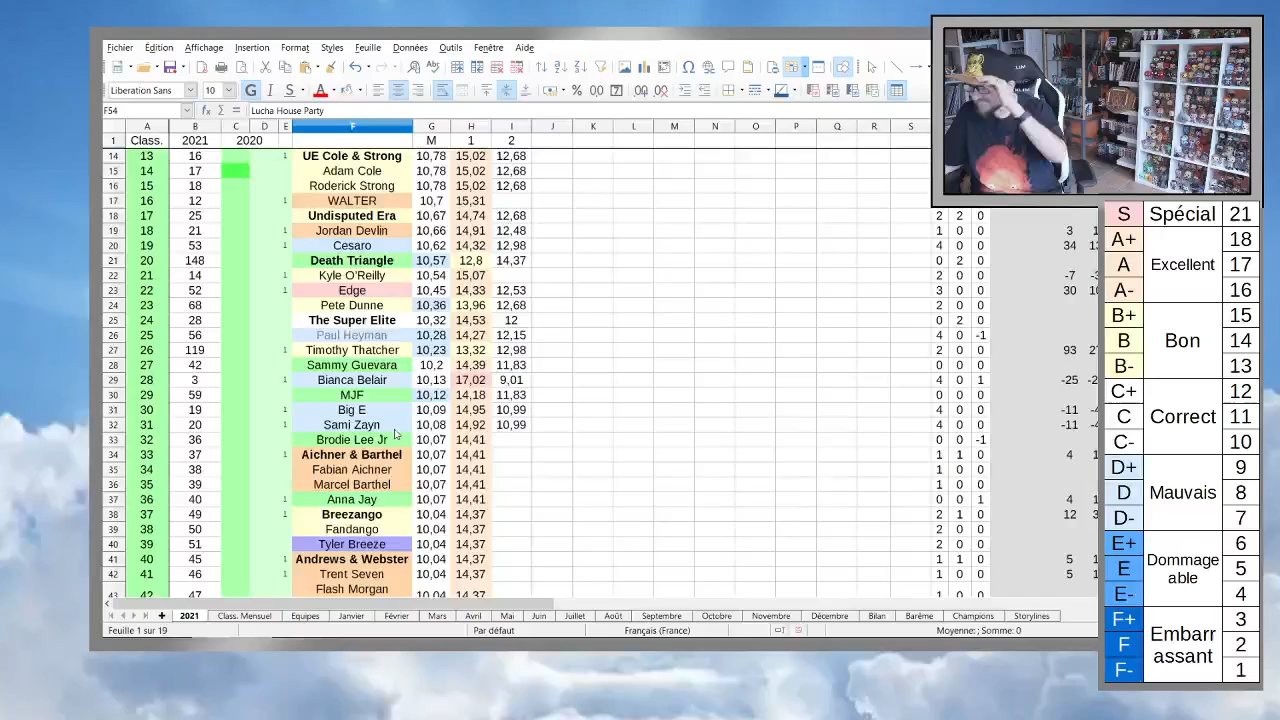 Fichier Édition Affichage Insertion Format Styles Feuille Données Outils Fenêtre Aide
Liberation Sans 10 G I S
F54 Lucha House Party
A B C D E F G H I J K L M N O P Q R S
1 Class. 2021 2020 M 1 2
14 13 16 1 UE Cole & Strong 10,78 15,02 12,68
15 14 17 Adam Cole 10,78 15,02 12,68
16 15 18 Roderick Strong 10,78 15,02 12,68
17 16 12 1 WALTER 10,7 15,31
18 17 25 Undisputed Era 10,67 14,74 12,68 2 2 0
19 18 21 1 Jordan Devlin 10,66 14,91 12,48 1 0 0 3
20 19 53 1 Cesaro 10,62 14,32 12,98 4 0 0 34
21 20 148 Death Triangle 10,57 12,8 14,37 0 2 0
22 21 14 1 Kyle O'Reilly 10,54 15,07 2 0 0 -7
23 22 52 1 Edge 10,45 14,33 12,53 3 0 0 30
24 23 68 Pete Dunne 10,36 13,96 12,68 2 0 0
25 24 28 The Super Elite 10,32 14,53 12 0 2 0
26 25 56 Paul Heyman 10,28 14,27 12,15 4 0 -1
27 26 119 1 Timothy Thatcher 10,23 13,32 12,98 2 0 0 93
28 27 42 Sammy Guevara 10,2 14,39 11,83 0 0 0
29 28 3 1 Bianca Belair 10,13 17,02 9,01 4 0 1 -25
30 29 59 MJF 10,12 14,18 11,83 0 0 0
31 30 19 1 Big E 10,09 14,95 10,99 4 0 0 -11
32 31 20 1 Sami Zayn 10,08 14,92 10,99 4 0 0 -11
33 32 36 Brodie Lee Jr 10,07 14,41 0 0 -1
34 33 37 1 Aichner & Barthel 10,07 14,41 1 1 0 4
35 34 38 Fabian Aichner 10,07 14,41 1 0 0
36 35 39 Marcel Barthel 10,07 14,41 1 0 0
37 36 40 1 Anna Jay 10,07 14,41 0 0 1 4
38 37 49 1 Breezango 10,04 14,37 2 1 0 12
39 38 50 Fandango 10,04 14,37 2 0 0
40 39 51 Tyler Breeze 10,04 14,37 2 0 0
41 40 45 1 Andrews & Webster 10,04 14,37 1 1 0 5
42 41 46 1 Trent Seven 10,04 14,37 1 0 0 5
43 42 47 Flash Morgan 10,04 14,37 1 0 0
2021 Class. Mensuel Equipes Janvier Février Mars Avril Mai Juin Juillet Août Septembre Octobre Novembre Décembre Bilan Barême Champions Storylines
Feuille 1 sur 19 Par défaut Français (France) Moyenne: ; Somme: 0
S Spécial 21
A+ 18
A Excellent 17
A- 16
B+ 15
B Bon 14
B- 13
C+ 12
C Correct 11
C- 10
D+ 9
D Mauvais 8
D- 7
E+ 6
E Dommage
able 5
E- 4
F+ 3
F Embarr
assant 2
F- 1